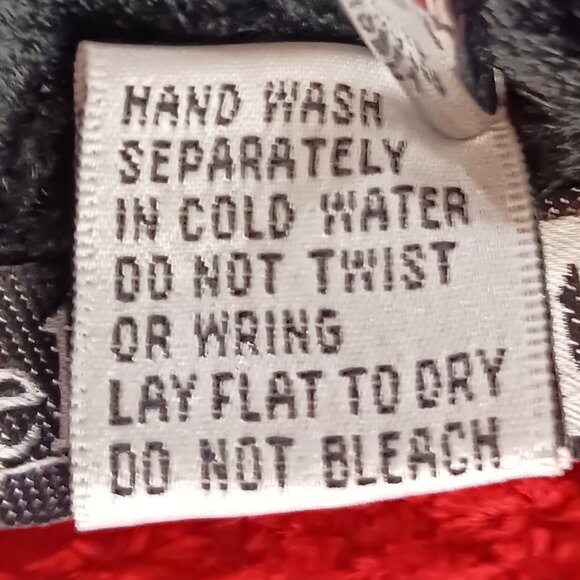 HAND WASH
SEPARATELY
IN COLD WATER
DO NOT TWIST
OR WRING
LAY FLAT TO DRY
DO NOT BLEACH